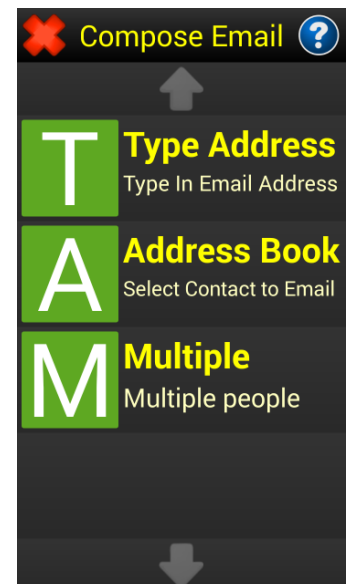 Compose Email ?
T
Type Address
Type In Email Address
A
Address Book
Select Contact to Email
M
Multiple
Multiple people